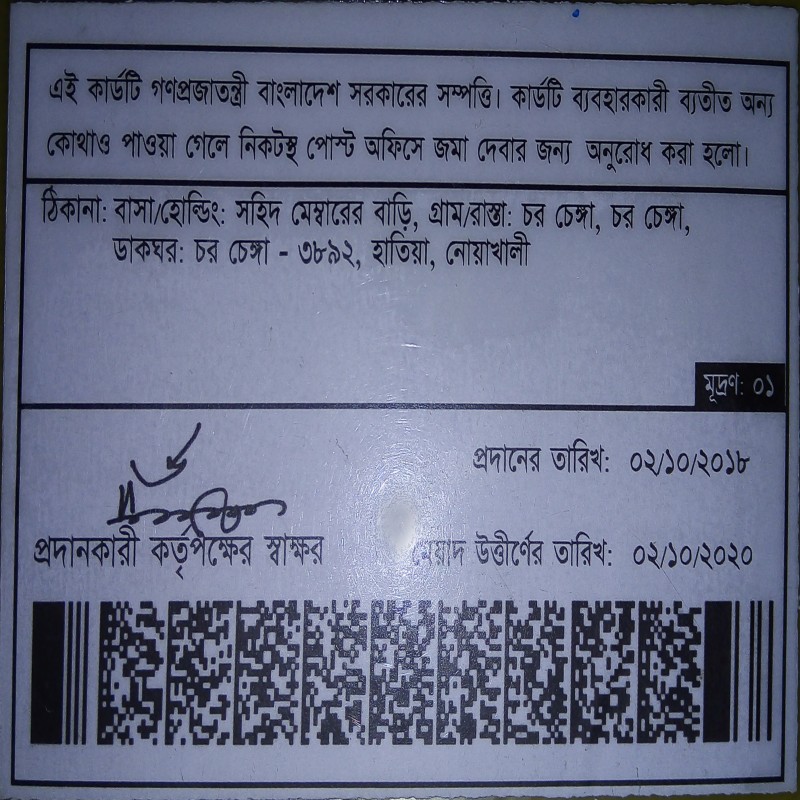 এই কার্ডটি গণপ্রজাতন্ত্রী বাংলাদেশ সরকারের সম্পত্তি। কার্ডটি ব্যবহারকারী ব্যতীত অন্য
কোথাও পাওয়া গেলে নিকটস্থ পোস্ট অফিসে জমা দেবার জন্য অনুরোধ করা হলো।
ঠিকানা: বাসা/হোল্ডিং: সহিদ মেম্বারের বাড়ি, গ্রাম/রাস্তা: চর চেঙ্গা, চর চেঙ্গা,
ডাকঘর: চর চেঙ্গা - ৩৮৯২, হাতিয়া, নোয়াখালী
মূদ্রণ: ০১
প্রদানের তারিখ: ০২/১০/২০১৮
প্রদানকারী কর্তৃপক্ষের স্বাক্ষর
মেয়াদ উত্তীর্ণের তারিখ: ০২/১০/২০২০